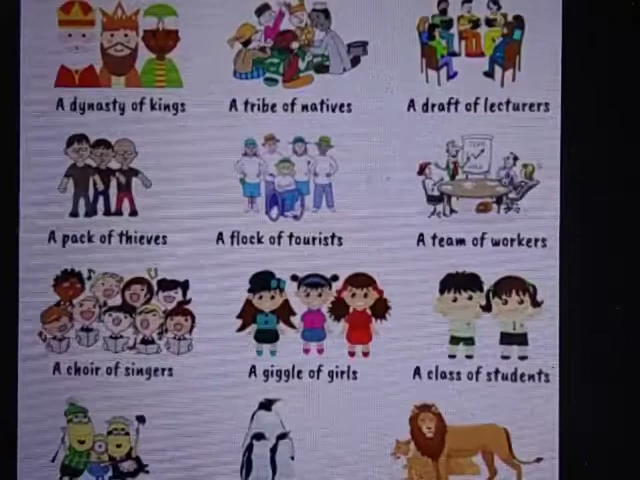 A dynasty of kings
A tribe of natives
A draft of lecturers
A pack of thieves
A flock of tourists
A team of workers
A choir of singers
A giggle of girls
A class of students